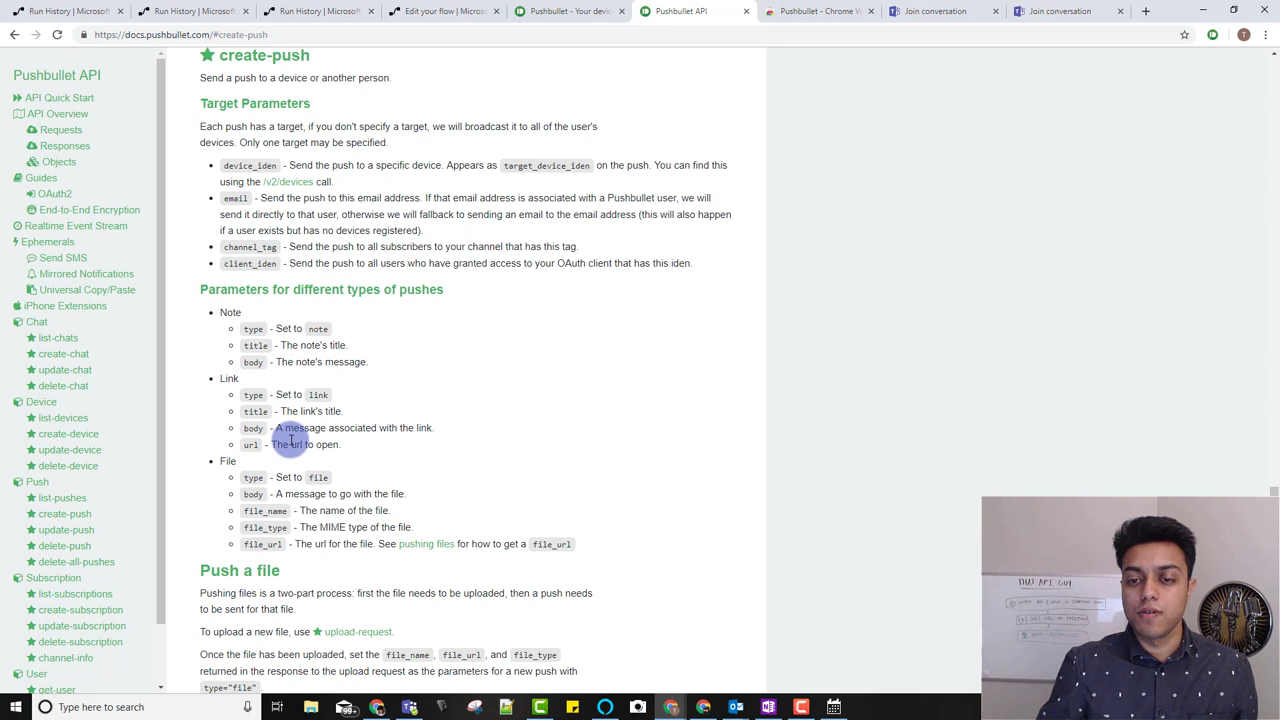 Run History | Microsoft
Run History | Microsoft
Run History | Microsoft
Edit your flow | Microsoft
Pushbullet - Your devic
Pushbullet API
Pushbullet - Chrome W
Join conversation
Join conversation
https://docs.pushbullet.com/#create-push
T
Pushbullet API
API Quick Start
API Overview
Requests
Responses
Objects
Guides
OAuth2
End-to-End Encryption
Realtime Event Stream
Ephemerals
Send SMS
Mirrored Notifications
Universal Copy/Paste
iPhone Extensions
Chat
list-chats
create-chat
update-chat
delete-chat
Device
list-devices
create-device
update-device
delete-device
Push
list-pushes
create-push
update-push
delete-push
delete-all-pushes
Subscription
list-subscriptions
create-subscription
update-subscription
delete-subscription
channel-info
User
get-user
create-push
Send a push to a device or another person.
Target Parameters
Each push has a target, if you don't specify a target, we will broadcast it to all of the user's
devices. Only one target may be specified.
device_iden - Send the push to a specific device. Appears as target_device_iden on the push. You can find this
using the /v2/devices call.
email - Send the push to this email address. If that email address is associated with a Pushbullet user, we will
send it directly to that user, otherwise we will fallback to sending an email to the email address (this will also happen
if a user exists but has no devices registered).
channel_tag - Send the push to all subscribers to your channel that has this tag.
client_iden - Send the push to all users who have granted access to your OAuth client that has this iden.
Parameters for different types of pushes
Note
type - Set to note
title - The note's title.
body - The note's message.
Link
type - Set to link
title - The link's title.
body - A message associated with the link.
url - The url to open.
File
type - Set to file
body - A message to go with the file.
file_name - The name of the file.
file_type - The MIME type of the file.
file_url - The url for the file. See pushing files for how to get a file_url
Push a file
Pushing files is a two-part process: first the file needs to be uploaded, then a push needs
to be sent for that file.
To upload a new file, use upload-request.
Once the file has been uploaded, set the file_name, file_url, and file_type
returned in the response to the upload request as the parameters for a new push with
type="file".
THAT API GUY
Type here to search
99+